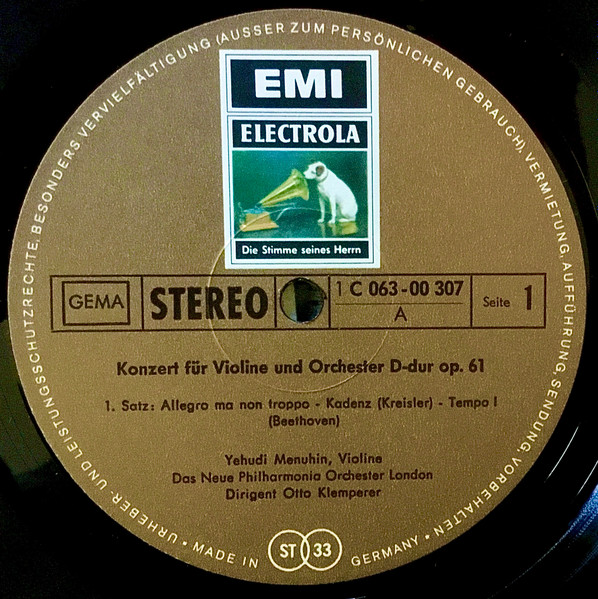 EMI
ELECTROLA
Die Stimme seines Herrn
GEMA
STEREO
1 C 063-00 307
A
Seite 1
Konzert für Violine und Orchester D-dur op. 61
1. Satz: Allegro ma non troppo - Kadenz (Kreisler) - Tempo I
(Beethoven)
Yehudi Menuhin, Violine
Das Neue Philharmonia Orchester London
Dirigent Otto Klemperer
ST 33
URHEBER- UND LEISTUNGSSCHUTZRECHTE, BESONDERS VERVIELFÄLTIGUNG (AUSSER ZUM PERSÖNLICHEN GEBRAUCH), VERMIETUNG, AUFFÜHRUNG, SENDUNG, VORBEHALTEN • MADE IN GERMANY •